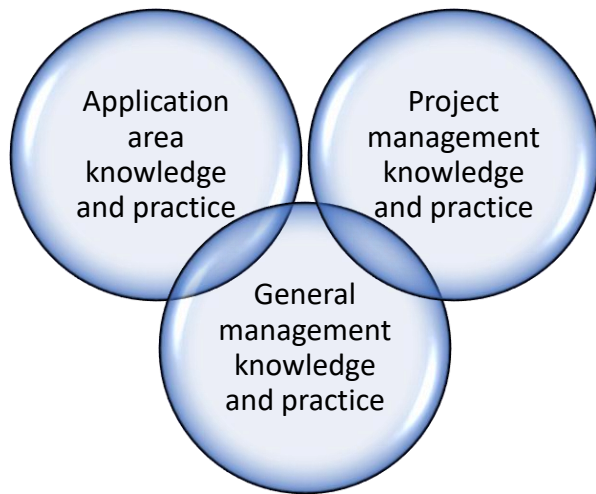 Application
area
knowledge
and practice
Project
management
knowledge
and practice
General
management
knowledge
and practice